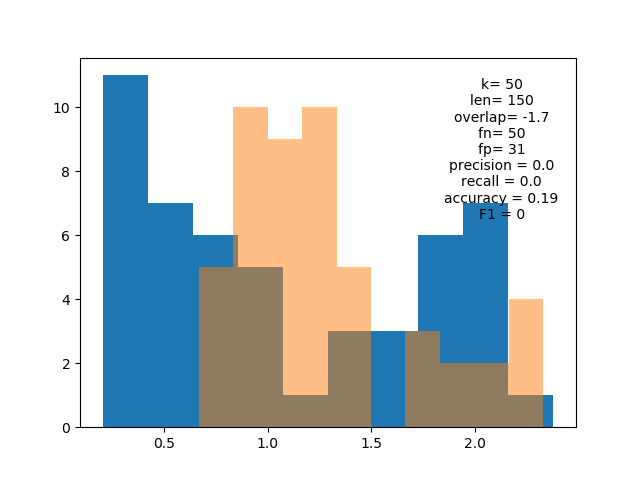 k= 50
len= 150
overlap= -1.7
fn= 50
fp= 31
precision = 0.0
recall = 0.0
accuracy = 0.19
F1 = 0
10
8
6
4
2
0
0.5 1.0 1.5 2.0